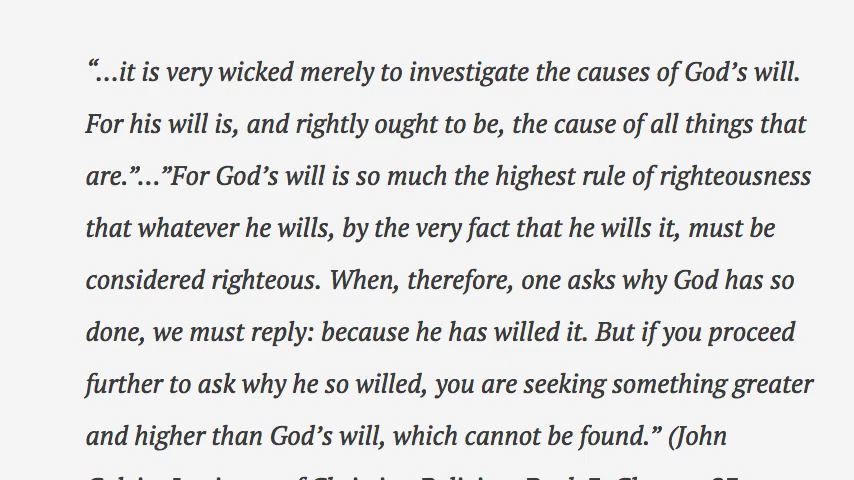 “…it is very wicked merely to investigate the causes of God’s will.
For his will is, and rightly ought to be, the cause of all things that
are.”…”For God’s will is so much the highest rule of righteousness
that whatever he wills, by the very fact that he wills it, must be
considered righteous. When, therefore, one asks why God has so
done, we must reply: because he has willed it. But if you proceed
further to ask why he so willed, you are seeking something greater
and higher than God’s will, which cannot be found.” (John